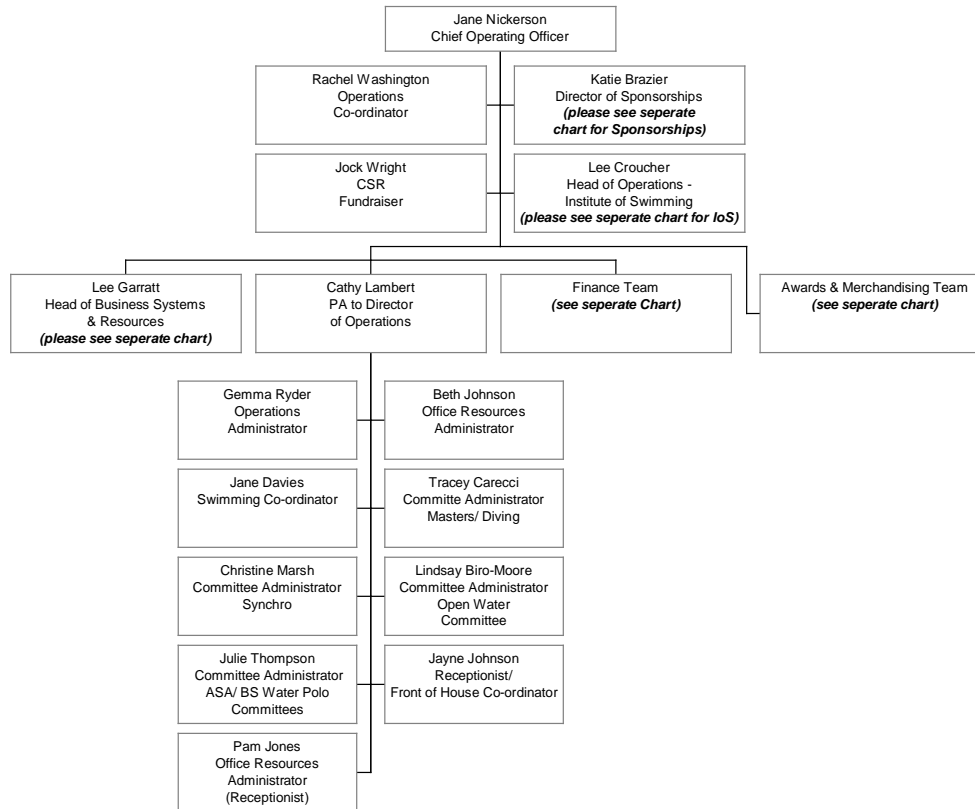 Jane Nickerson
Chief Operating Officer
Rachel Washington
Operations
Co-ordinator
Katie Brazier
Director of Sponsorships
(please see seperate
chart for Sponsorships)
Jock Wright
CSR
Fundraiser
Lee Croucher
Head of Operations -
Institute of Swimming
(please see seperate chart for IoS)
Lee Garratt
Head of Business Systems
& Resources
(please see seperate chart)
Cathy Lambert
PA to Director
of Operations
Finance Team
(see seperate Chart)
Awards & Merchandising Team
(see seperate chart)
Gemma Ryder
Operations
Administrator
Beth Johnson
Office Resources
Administrator
Jane Davies
Swimming Co-ordinator
Tracey Carecci
Committe Administrator
Masters/ Diving
Christine Marsh
Committee Administrator
Synchro
Lindsay Biro-Moore
Committee Administrator
Open Water
Committee
Julie Thompson
Committee Administrator
ASA/ BS Water Polo
Committees
Jayne Johnson
Receptionist/
Front of House Co-ordinator
Pam Jones
Office Resources
Administrator
(Receptionist)